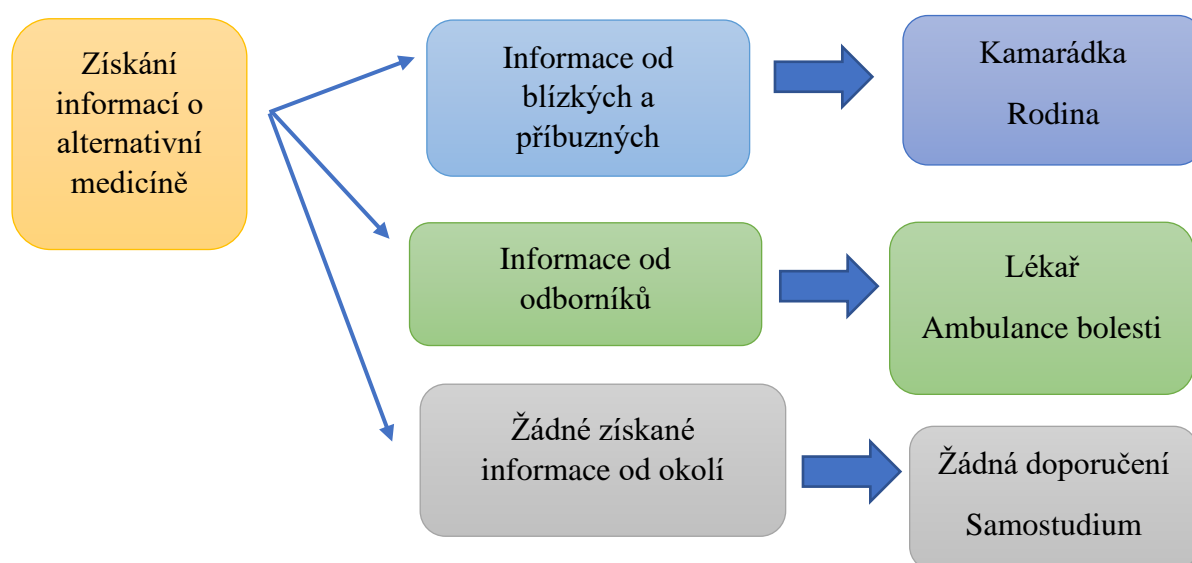 Získání
informací o
alternativní
medicíně
Informace od
blízkých a
příbuzných
Kamarádka
Rodina
Informace od
odborníků
Lékař
Ambulance bolesti
Žádné získané
informace od okolí
Žádná doporučení
Samostudium